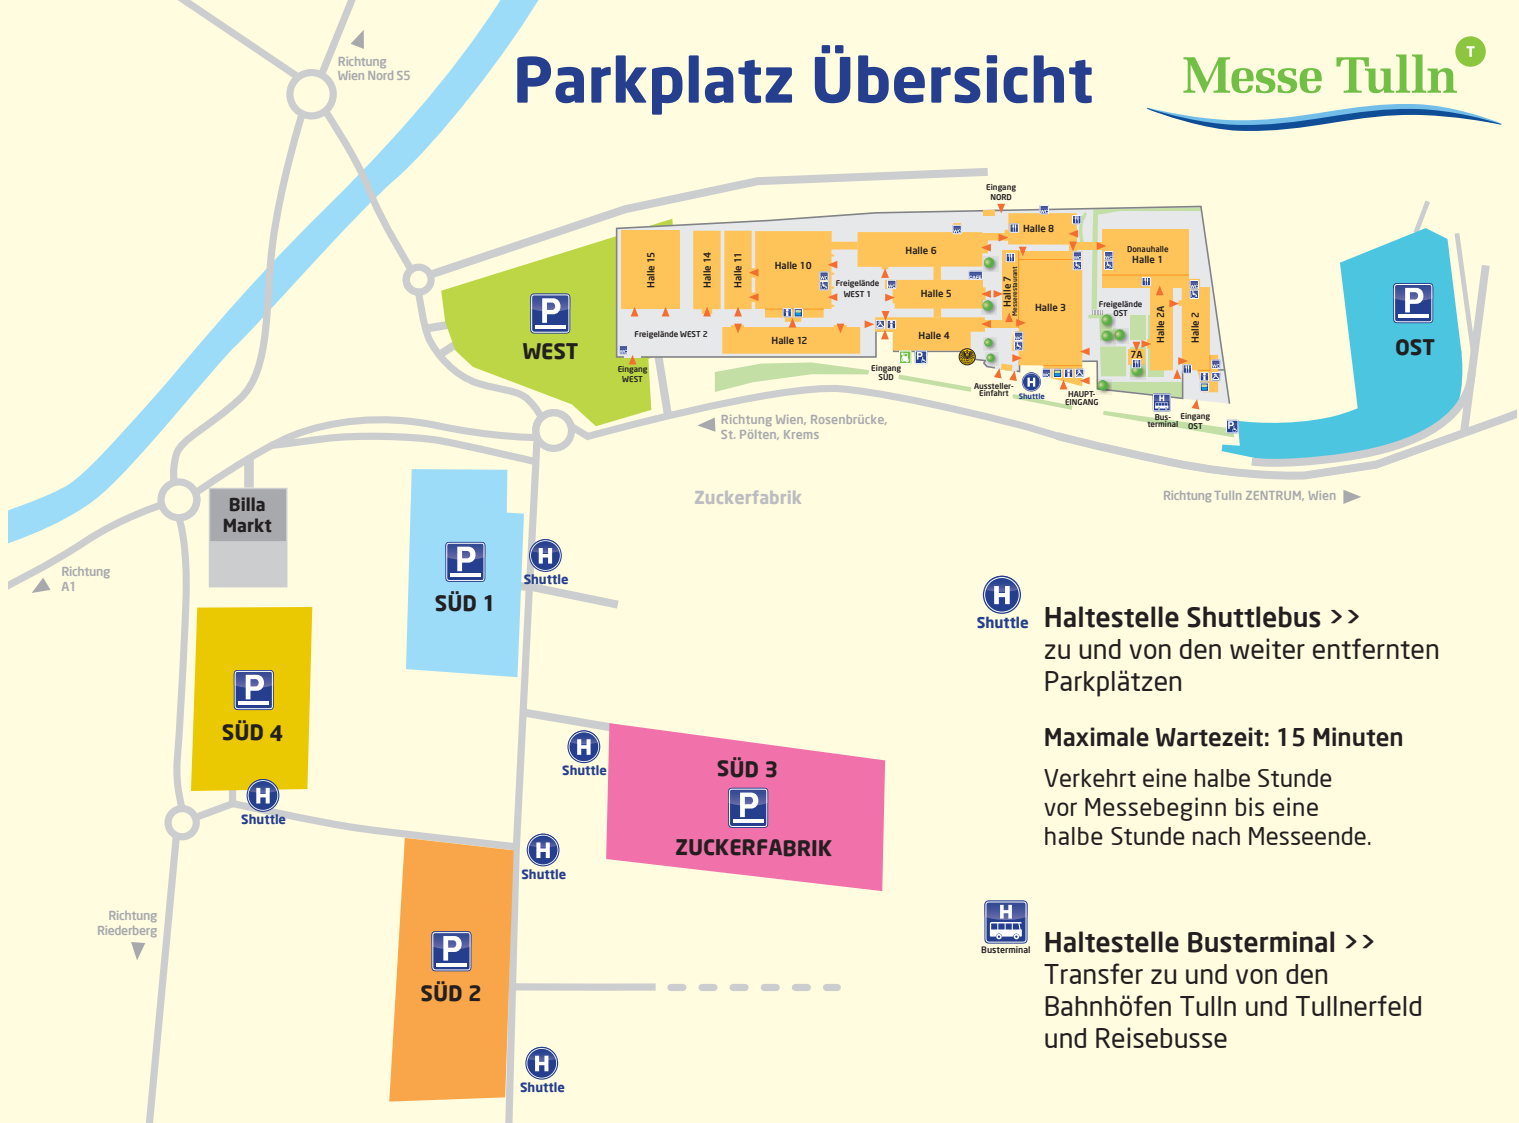 Parkplatz Übersicht
Messe Tulln
T
Richtung
Wien Nord S5
Eingang
NORD
Halle 15
Halle 14
Halle 11
Halle 10
Halle 6
Halle 8
Donauhalle
Halle 1
Freigelände
WEST 1
Halle 5
Halle 7
Messerestaurant
Halle 3
Freigelände
OST
Halle 2A
Halle 2
Freigelände WEST 2
Halle 12
Halle 4
7A
P
WEST
P
OST
Eingang
WEST
Eingang
SÜD
Aussteller-
Einfahrt
H
Shuttle
HAUPT-
EINGANG
H
Bus-
terminal
Eingang
OST
Richtung Wien, Rosenbrücke,
St. Pölten, Krems
Zuckerfabrik
Richtung Tulln ZENTRUM, Wien
Billa
Markt
Richtung
A1
P
SÜD 1
H
Shuttle
P
SÜD 4
H
Shuttle
H
Shuttle
SÜD 3
P
ZUCKERFABRIK
H
Shuttle
Richtung
Riederberg
P
SÜD 2
H
Shuttle
H
Shuttle
Haltestelle Shuttlebus >>
zu und von den weiter entfernten
Parkplätzen
Maximale Wartezeit: 15 Minuten
Verkehrt eine halbe Stunde
vor Messebeginn bis eine
halbe Stunde nach Messeende.
H
Busterminal
Haltestelle Busterminal >>
Transfer zu und von den
Bahnhöfen Tulln und Tullnerfeld
und Reisebusse